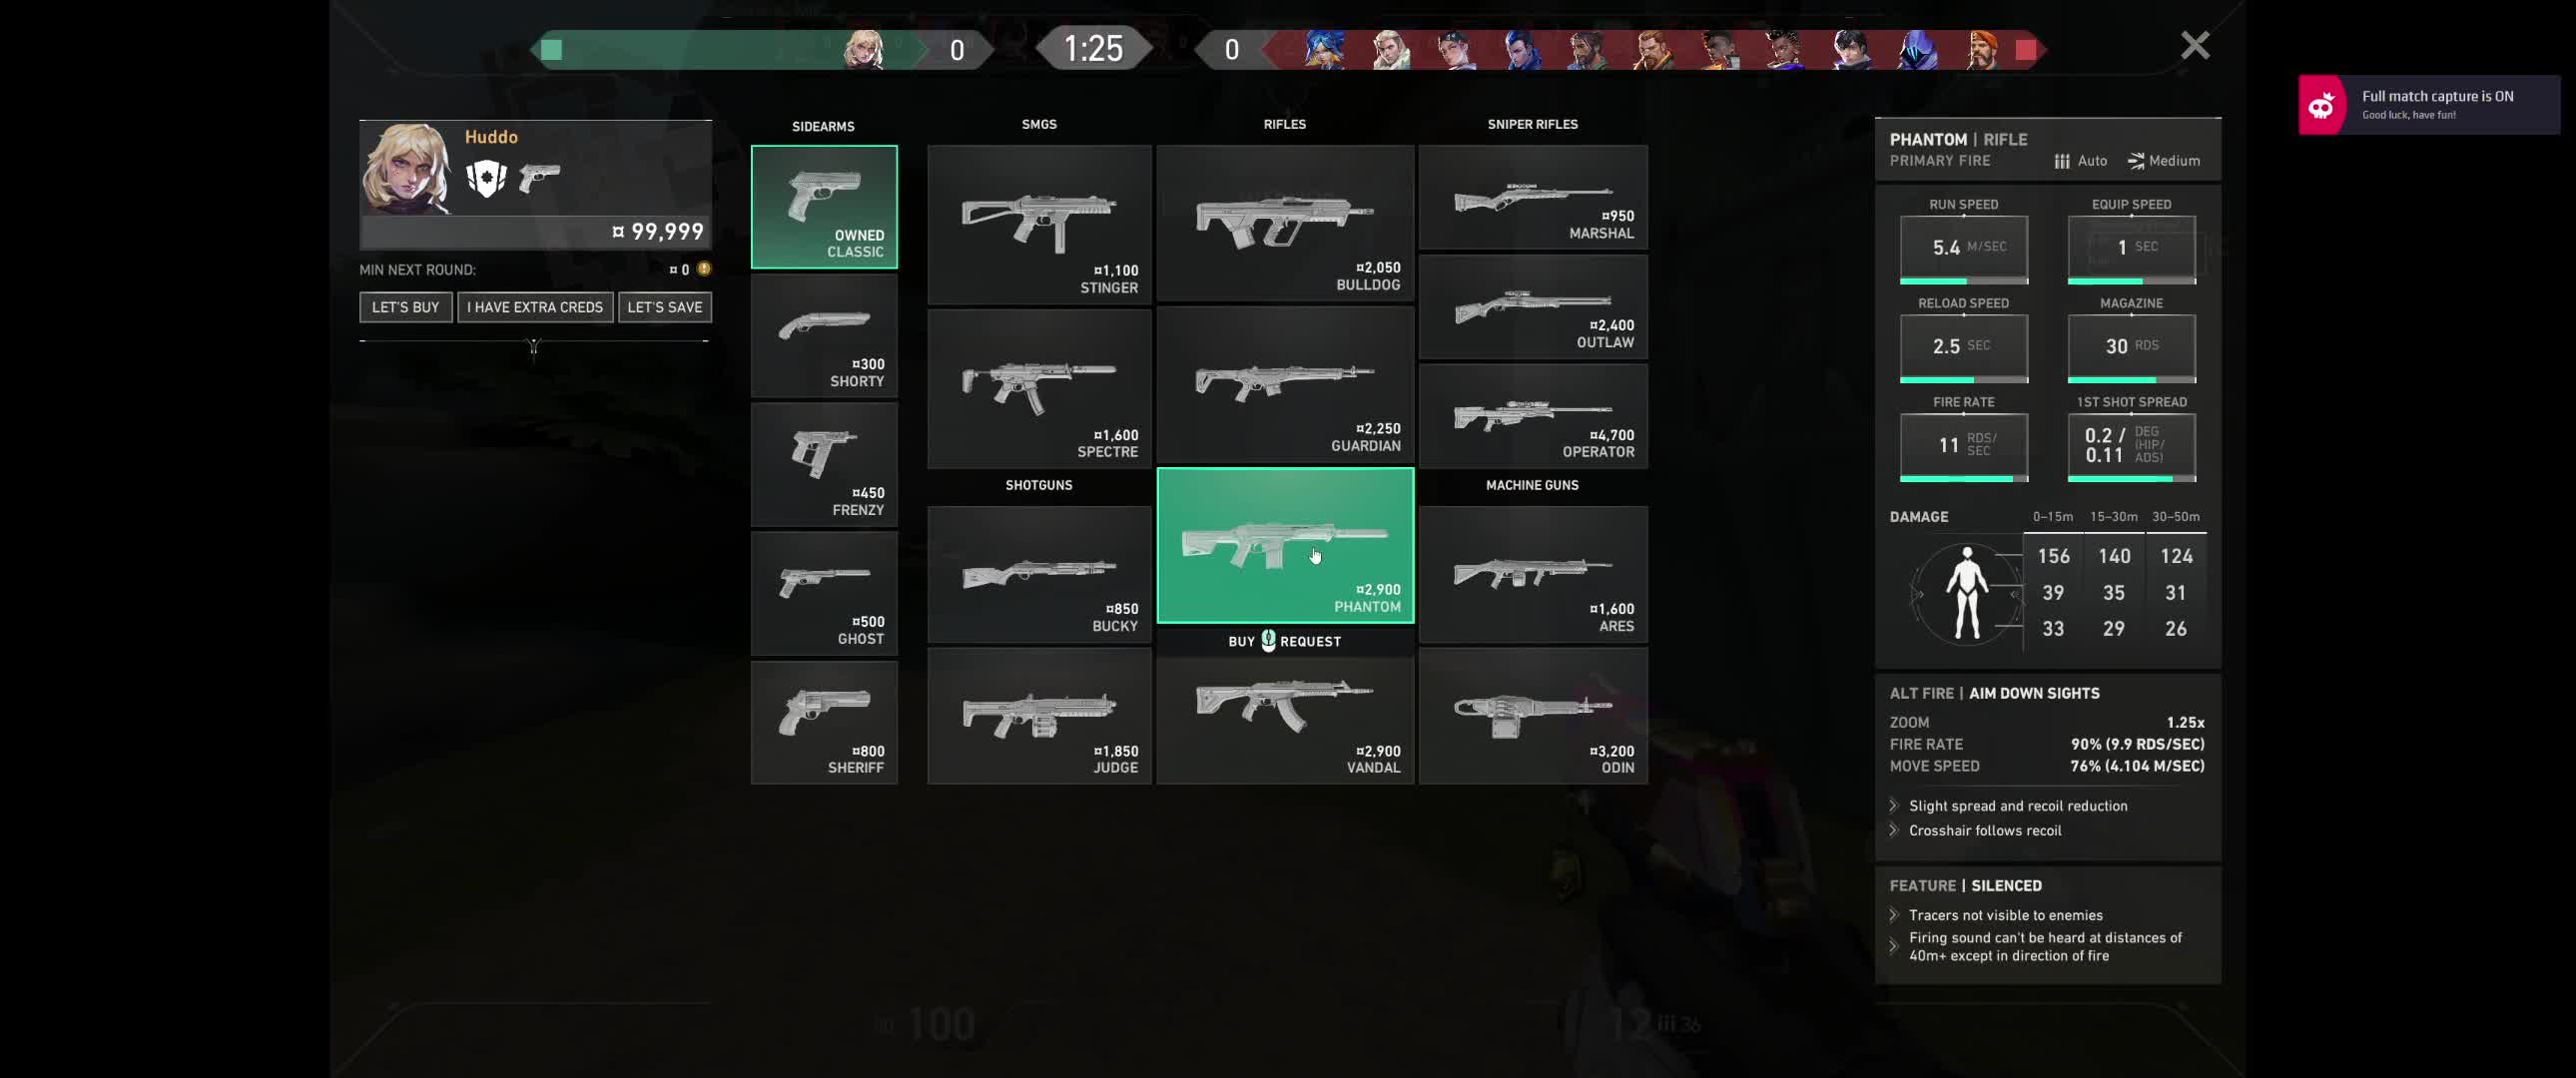 0
1:25
0
Full match capture is ON
Good luck, have fun!
Huddo
¤ 99,999
MIN NEXT ROUND:
¤ 0
LET'S BUY
I HAVE EXTRA CREDS
LET'S SAVE
SIDEARMS
OWNED
CLASSIC
¤300
SHORTY
¤450
FRENZY
¤500
GHOST
¤800
SHERIFF
SMGS
¤1,100
STINGER
¤1,600
SPECTRE
SHOTGUNS
¤850
BUCKY
¤1,850
JUDGE
RIFLES
¤2,050
BULLDOG
¤2,250
GUARDIAN
¤2,900
PHANTOM
BUY REQUEST
¤2,900
VANDAL
SNIPER RIFLES
¤950
MARSHAL
¤2,400
OUTLAW
¤4,700
OPERATOR
MACHINE GUNS
¤1,600
ARES
¤3,200
ODIN
PHANTOM | RIFLE
PRIMARY FIRE Auto Medium
RUN SPEED EQUIP SPEED
5.4 M/SEC 1 SEC
RELOAD SPEED MAGAZINE
2.5 SEC 30 RDS
FIRE RATE 1ST SHOT SPREAD
11 RDS/ SEC
0.2 / 0.11 DEG (HIP/ ADS)
DAMAGE 0–15m 15–30m 30–50m
156 140 124
39 35 31
33 29 26
ALT FIRE | AIM DOWN SIGHTS
ZOOM 1.25x
FIRE RATE 90% (9.9 RDS/SEC)
MOVE SPEED 76% (4.104 M/SEC)
Slight spread and recoil reduction
Crosshair follows recoil
FEATURE | SILENCED
Tracers not visible to enemies
Firing sound can't be heard at distances of
40m+ except in direction of fire
100
12 36